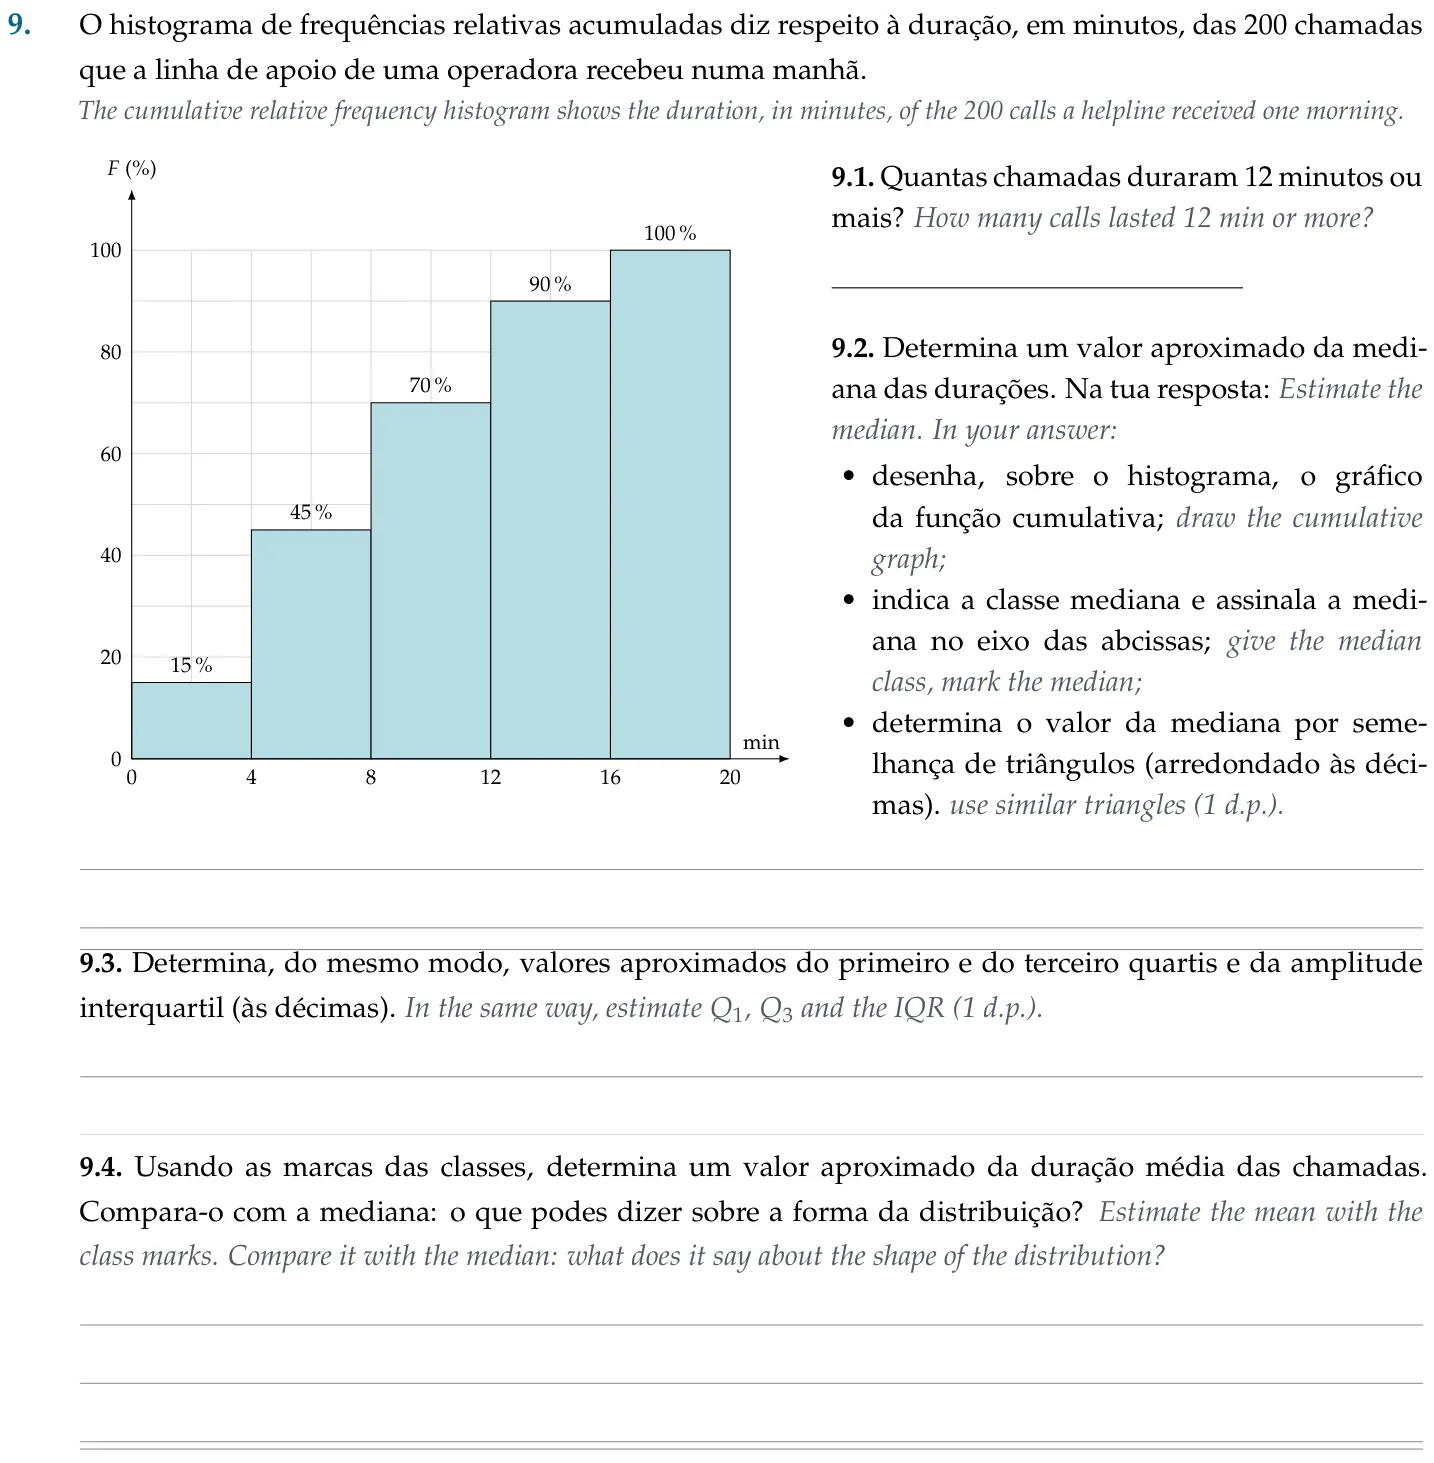 9. O histograma de frequências relativas acumuladas diz respeito à duração, em minutos, das 200 chamadas
que a linha de apoio de uma operadora recebeu numa manhã.
The cumulative relative frequency histogram shows the duration, in minutes, of the 200 calls a helpline received one morning.
F (%)
100
80
60
40
20
0
15 %
45 %
70 %
90 %
100 %
0 4 8 12 16 20
min
9.1. Quantas chamadas duraram 12 minutos ou
mais? How many calls lasted 12 min or more?
9.2. Determina um valor aproximado da medi-
ana das durações. Na tua resposta: Estimate the
median. In your answer:
• desenha, sobre o histograma, o gráfico
da função cumulativa; draw the cumulative
graph;
• indica a classe mediana e assinala a medi-
ana no eixo das abcissas; give the median
class, mark the median;
• determina o valor da mediana por seme-
lhança de triângulos (arredondado às déci-
mas). use similar triangles (1 d.p.).
9.3. Determina, do mesmo modo, valores aproximados do primeiro e do terceiro quartis e da amplitude
interquartil (às décimas). In the same way, estimate Q1, Q3 and the IQR (1 d.p.).
9.4. Usando as marcas das classes, determina um valor aproximado da duração média das chamadas.
Compara-o com a mediana: o que podes dizer sobre a forma da distribuição? Estimate the mean with the
class marks. Compare it with the median: what does it say about the shape of the distribution?